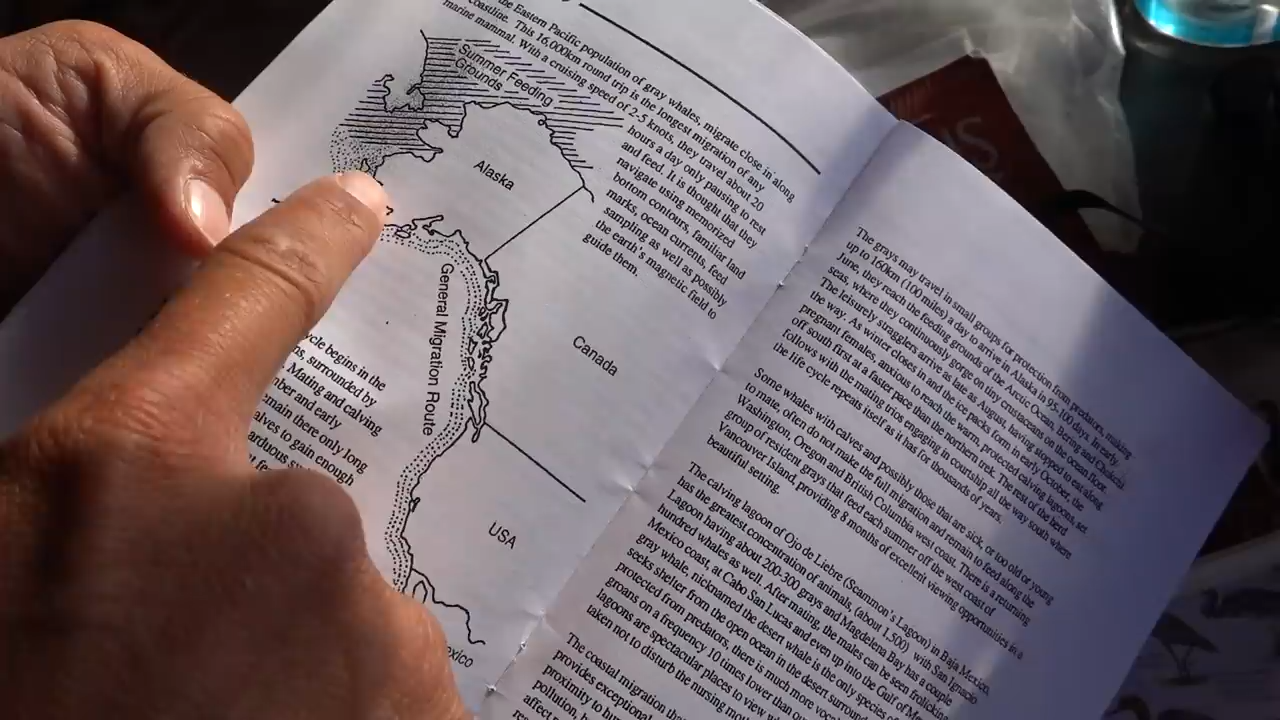 the Eastern Pacific population of gray whales, migrate close in along
coastline. This 16,000km round trip is the longest migration of any
marine mammal. With a cruising speed of 2-5 knots, they travel about 20
hours a day only pausing to rest
and feed. It is thought that they
navigate using memorized
bottom contours, familiar land
marks, ocean currents, feed
sampling as well as possibly
the earth's magnetic field to
guide them.
Summer Feeding
Grounds
Alaska
General Migration Route
Canada
USA
exico
ycle begins in the
ns, surrounded by
. Mating and calving
mber and early
main there only long
alves to gain enough
arduous
The grays may travel in small groups for protection from predators, making
up to 160km (100 miles) a day to arrive in Alaska in 95-100 days. In early
June, they reach the feeding grounds of the Arctic Ocean, Bering and Chukchi
seas, where they continuously gorge on tiny crustaceans on the ocean floor.
The leisurely stragglers arrive as late as August, having stopped to eat along
the way. As winter closes in and the ice packs form in early October, the
pregnant females, anxious to reach the warm, protected calving lagoons, set
off south first at a faster pace than the northern trek. The rest of the herd
follows with the mating trios engaging in courtship all the way south where
the life cycle repeats itself as it has for thousands of years.
Some whales with calves and possibly those that are sick, or too old or young
to mate, often do not make the full migration and remain to feed along the
Washington, Oregon and British Columbia west coast. There is a returning
group of resident grays that feed each summer off the west coast of
Vancouver Island, providing 8 months of excellent viewing opportunities in a
beautiful setting.
The calving lagoon of Ojo de Liebre (Scammon's Lagoon) in Baja Mexico,
has the greatest concentration of animals, (about 1,500) with San Ignacio
Lagoon having about 200-300 grays and Magdelena Bay has a couple
hundred whales as well. After mating, the males can be seen frolicking
Mexico coast, at Cabo San Lucas and even up into the Gulf of Me
gray whale, nicknamed the desert whale is the only species of
seeks shelter from the open ocean in the desert surround
protected from predators, there is much more voca
groans on a frequency 10 times lower than ou
lagoons are spectacular places to view w
taken not to disturb the nursing mo
The coastal migration tha
provides exceptional
proximity to hu
pollution, h
affect